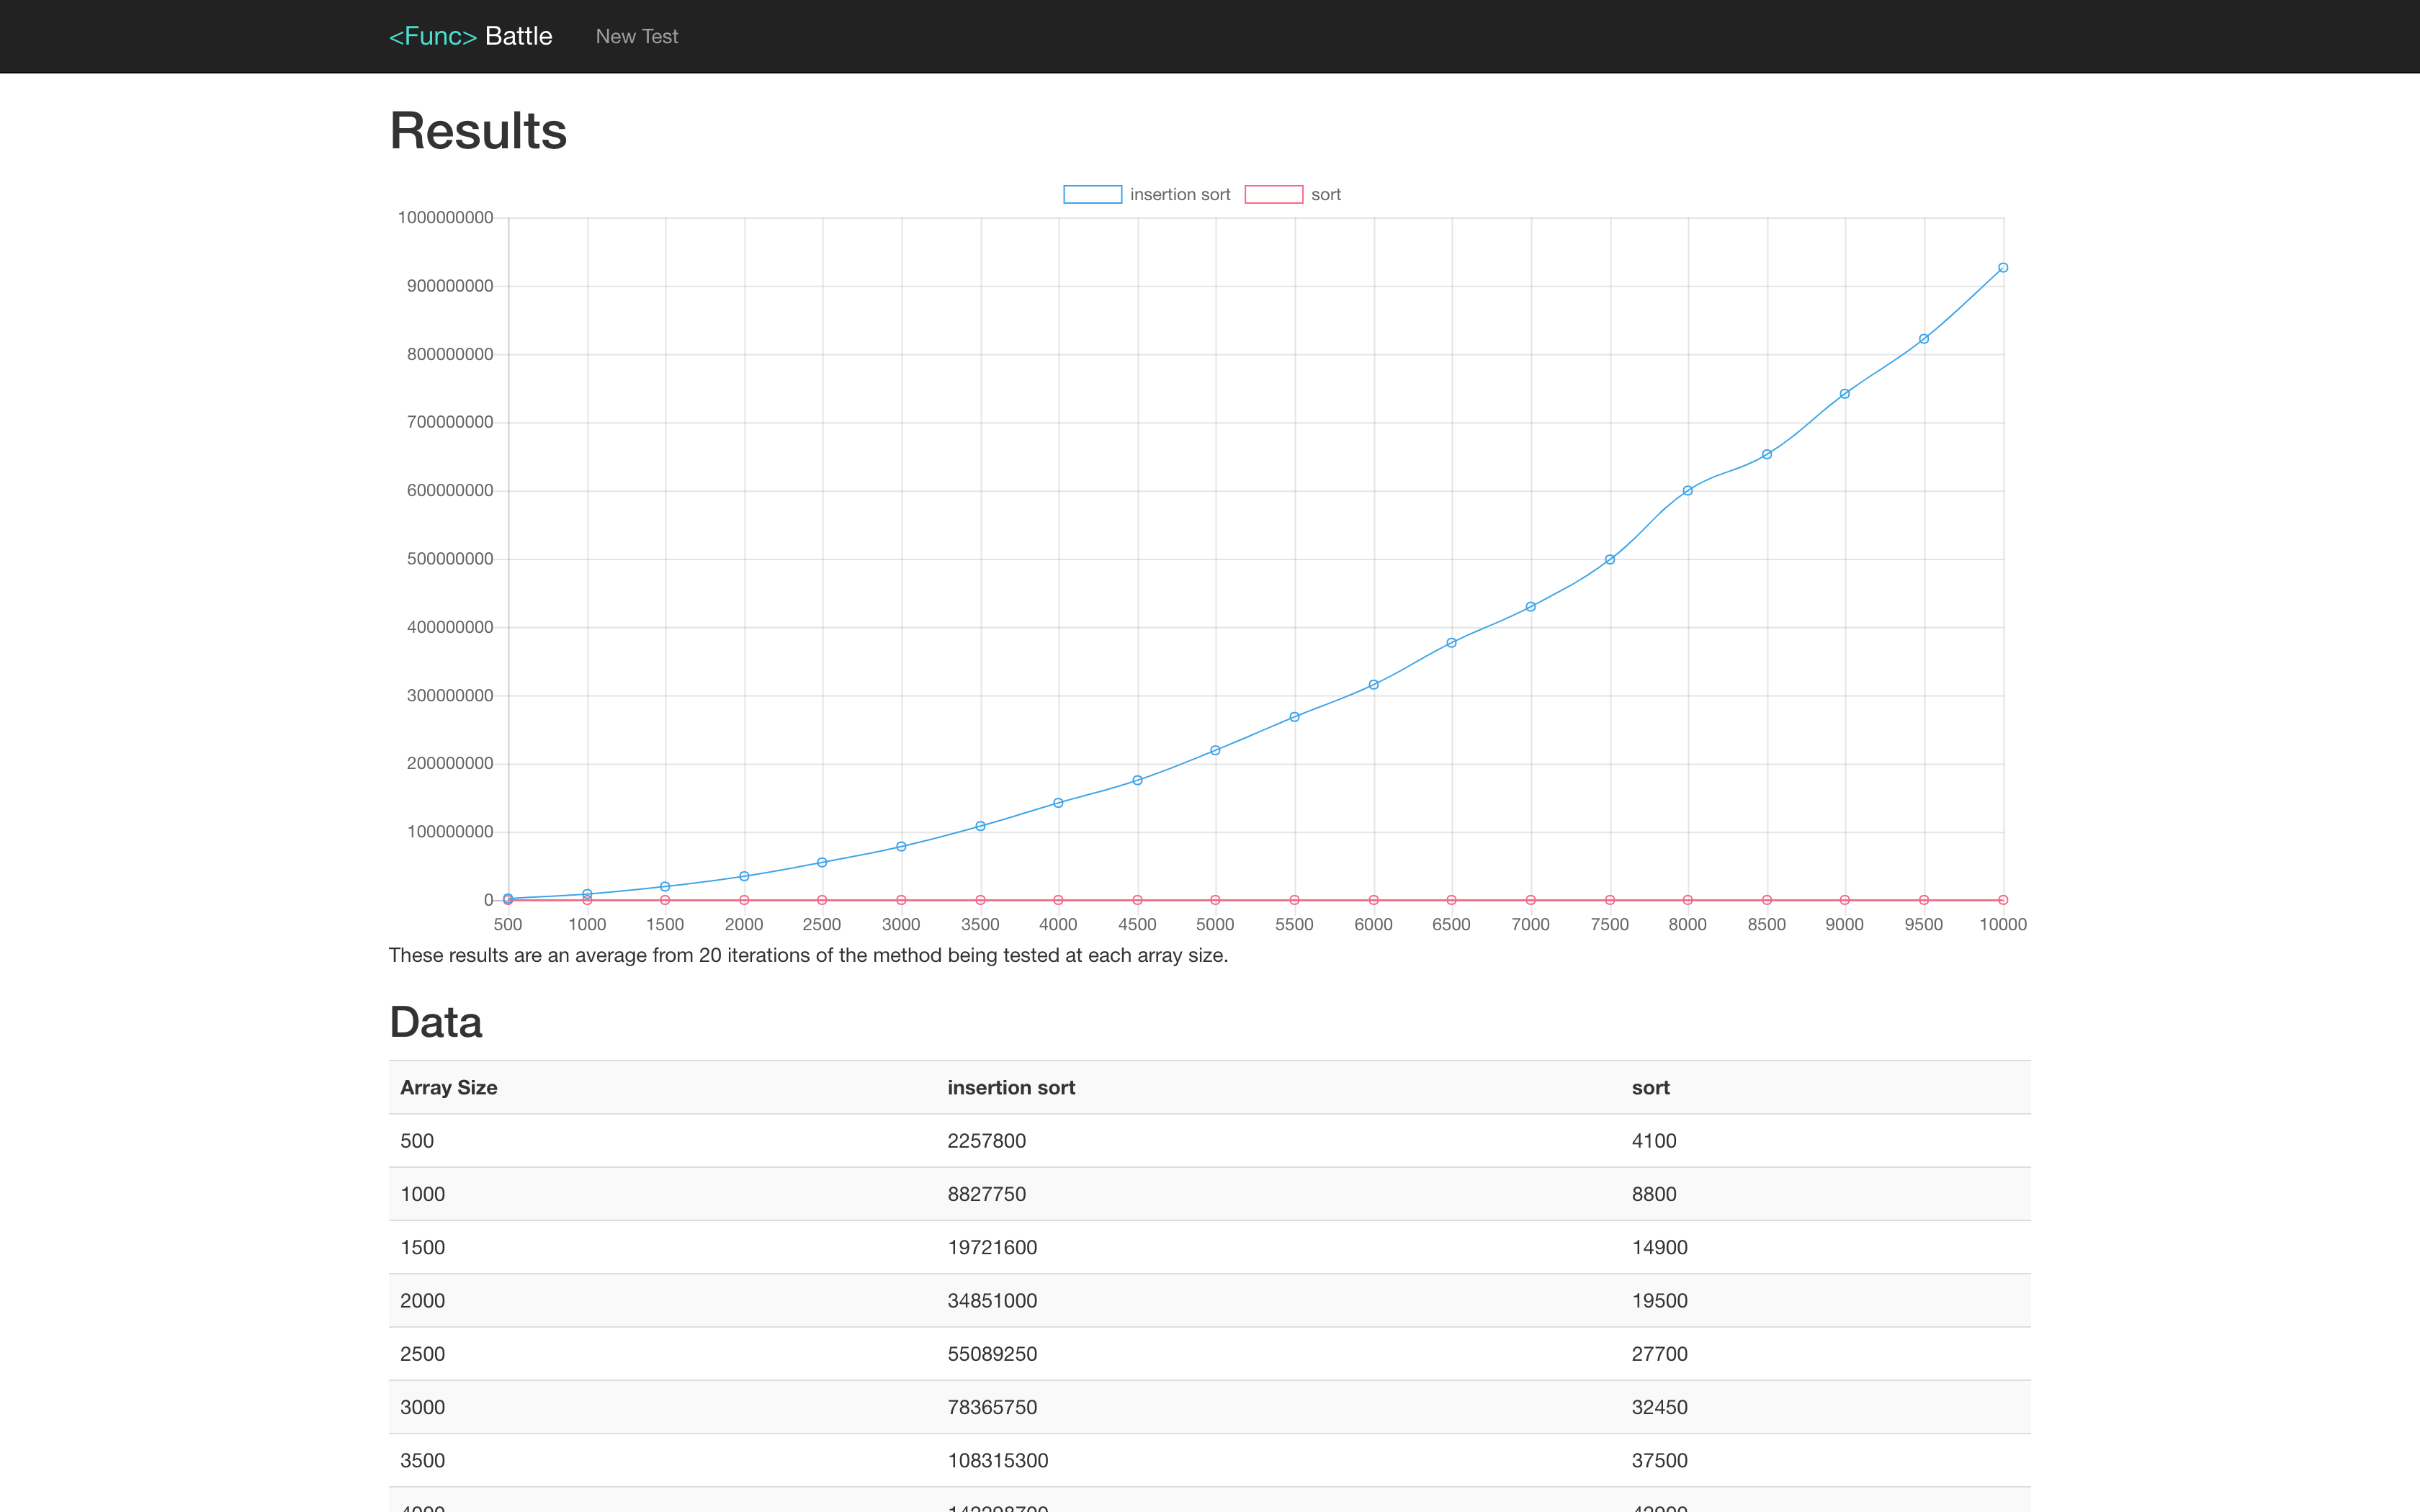 <Func> Battle New Test
Results
insertion sort sort
1000000000
900000000
800000000
700000000
600000000
500000000
400000000
300000000
200000000
100000000
0
500 1000 1500 2000 2500 3000 3500 4000 4500 5000 5500 6000 6500 7000 7500 8000 8500 9000 9500 10000
These results are an average from 20 iterations of the method being tested at each array size.
Data
Array Size insertion sort sort
500 2257800 4100
1000 8827750 8800
1500 19721600 14900
2000 34851000 19500
2500 55089250 27700
3000 78365750 32450
3500 108315300 37500